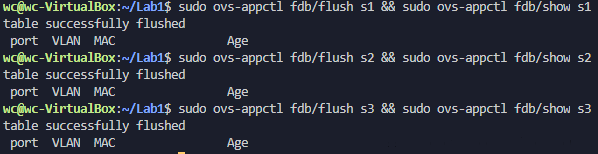 wc@wc-VirtualBox:~/Lab1$ sudo ovs-appctl fdb/flush s1 && sudo ovs-appctl fdb/show s1
table successfully flushed
 port  VLAN  MAC                Age
wc@wc-VirtualBox:~/Lab1$ sudo ovs-appctl fdb/flush s2 && sudo ovs-appctl fdb/show s2
table successfully flushed
 port  VLAN  MAC                Age
wc@wc-VirtualBox:~/Lab1$ sudo ovs-appctl fdb/flush s3 && sudo ovs-appctl fdb/show s3
table successfully flushed
 port  VLAN  MAC                Age